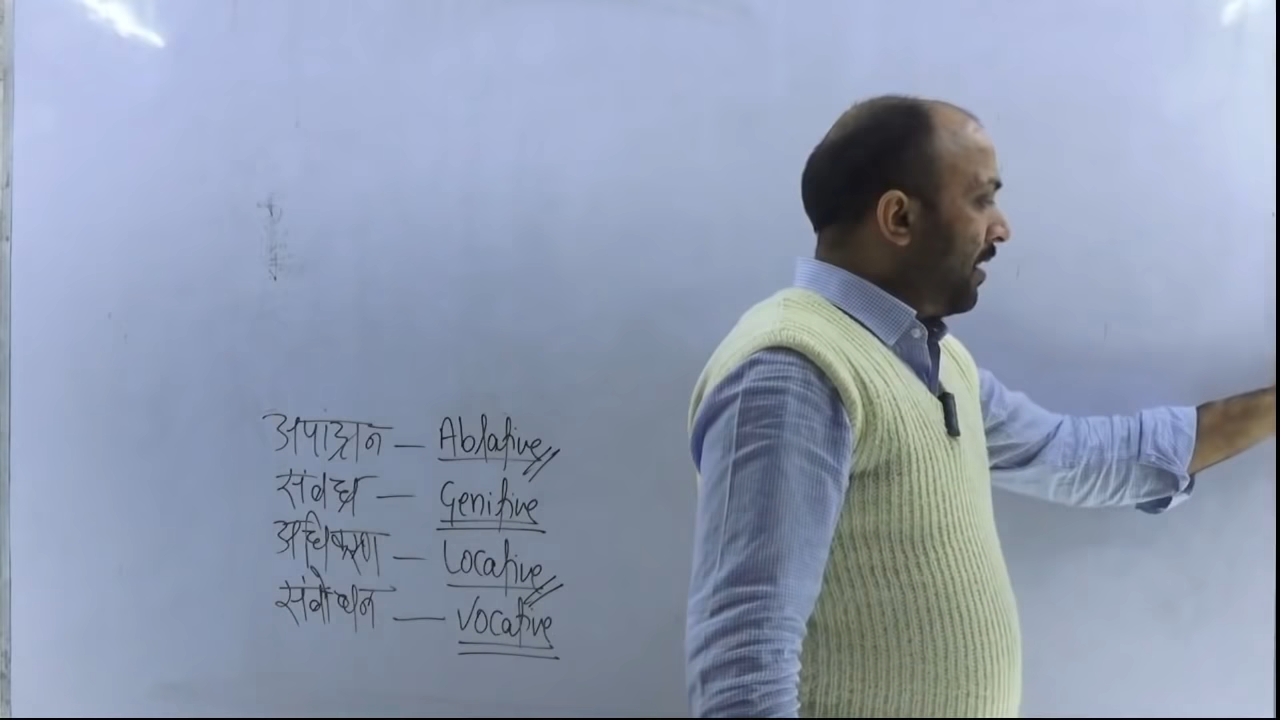 अपादान — Ablative
संबंध — Genitive
अधिकरण — Locative
संबोधन — Vocative